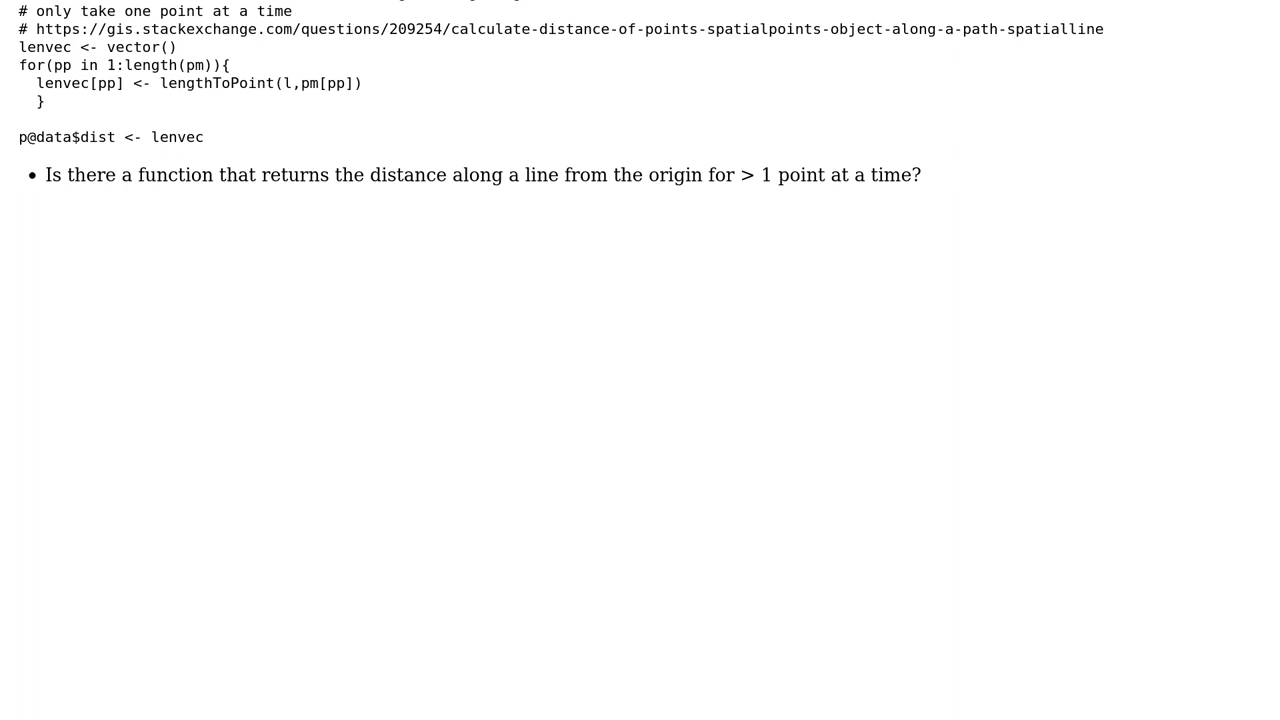 # only take one point at a time
# https://gis.stackexchange.com/questions/209254/calculate-distance-of-points-spatialpoints-object-along-a-path-spatialline
lenvec <- vector()
for(pp in 1:length(pm)){
  lenvec[pp] <- lengthToPoint(l,pm[pp])
  }

p@data$dist <- lenvec
• Is there a function that returns the distance along a line from the origin for > 1 point at a time?